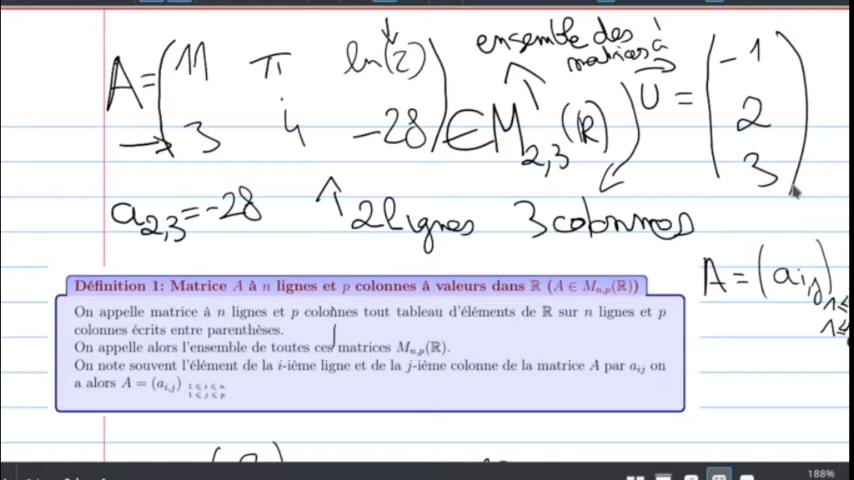 ensemble des
matrices à
A = ( 11 π ln(2) ) ∈ M2,3 (R) U = ( -1
3 i -28 2
3 )
a2,3 = -28 2 lignes 3 colonnes
A = (ai,j) 1≤
1≤
Définition 1: Matrice A à n lignes et p colonnes à valeurs dans ℝ (A ∈ Mn,p(ℝ))
On appelle matrice à n lignes et p colonnes tout tableau d'éléments de ℝ sur n lignes et p
colonnes écrits entre parenthèses.
On appelle alors l'ensemble de toutes ces matrices Mn,p(ℝ).
On note souvent l'élément de la i-ième ligne et de la j-ième colonne de la matrice A par aij on
a alors A = (ai,j) 1⩽i⩽n
1⩽j⩽p
188%